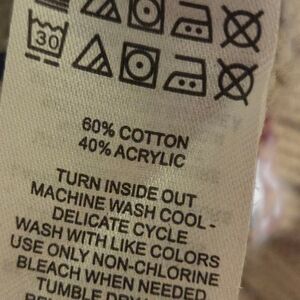 30
60% COTTON
40% ACRYLIC
TURN INSIDE OUT
MACHINE WASH COOL -
DELICATE CYCLE
WASH WITH LIKE COLORS
USE ONLY NON-CHLORINE
BLEACH WHEN NEEDED
TUMBLE DRY